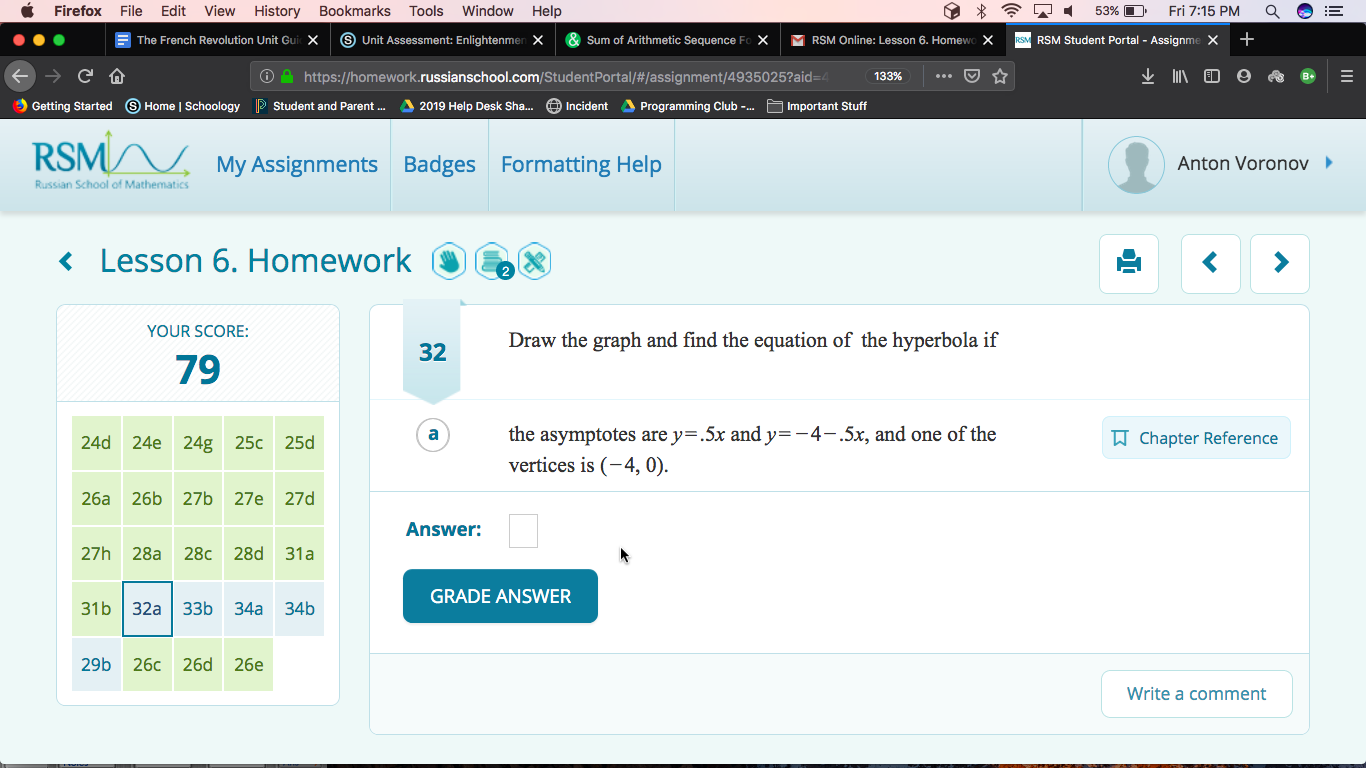 Firefox File Edit View History Bookmarks Tools Window Help 53% Fri 7:15 PM
The French Revolution Unit Gui Unit Assessment: Enlightenmen Sum of Arithmetic Sequence Fo RSM Online: Lesson 6. Homewo RSM Student Portal - Assignme
https://homework.russianschool.com/StudentPortal/#/assignment/4935025?aid=4 133%
Getting Started Home | Schoology Student and Parent ... 2019 Help Desk Sha... Incident Programming Club -... Important Stuff
RSM
Russian School of Mathematics
My Assignments Badges Formatting Help Anton Voronov
Lesson 6. Homework 2
YOUR SCORE:
79
24d 24e 24g 25c 25d
26a 26b 27b 27e 27d
27h 28a 28c 28d 31a
31b 32a 33b 34a 34b
29b 26c 26d 26e
32 Draw the graph and find the equation of the hyperbola if
a the asymptotes are y=.5x and y=−4−.5x, and one of the
vertices is (−4, 0).
Chapter Reference
Answer:
GRADE ANSWER
Write a comment